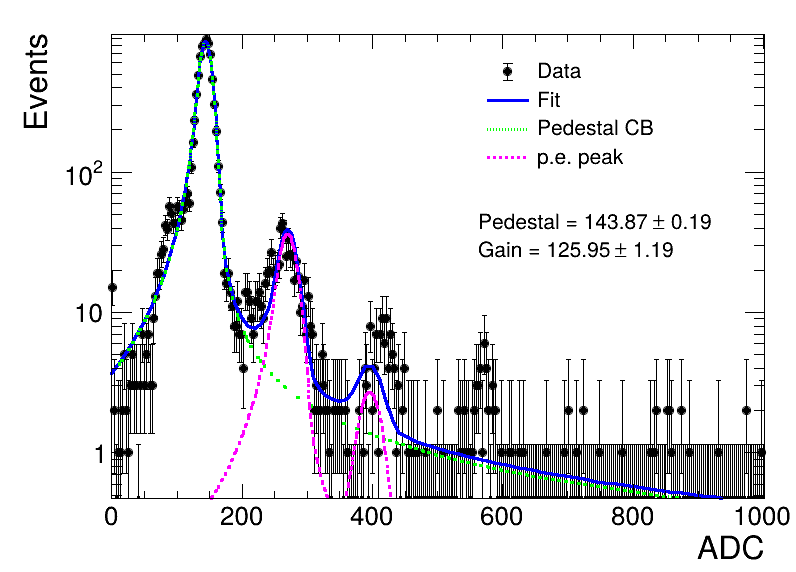 Events
Data
Fit
Pedestal CB
p.e. peak
Pedestal = 143.87 ± 0.19
Gain = 125.95 ± 1.19
10²
10
1
0 200 400 600 800 1000
ADC